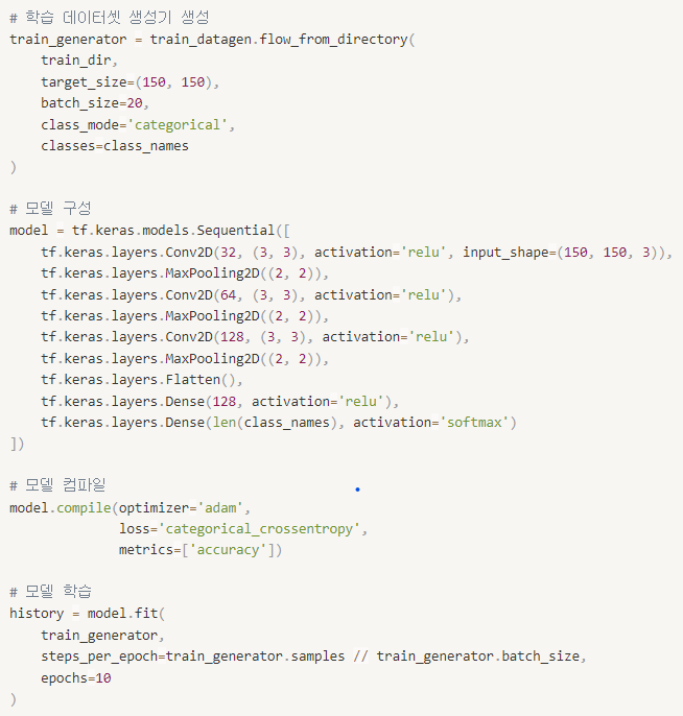 # 학습 데이터셋 생성기 생성
train_generator = train_datagen.flow_from_directory(
    train_dir,
    target_size=(150, 150),
    batch_size=20,
    class_mode='categorical',
    classes=class_names
)

# 모델 구성
model = tf.keras.models.Sequential([
    tf.keras.layers.Conv2D(32, (3, 3), activation='relu', input_shape=(150, 150, 3)),
    tf.keras.layers.MaxPooling2D((2, 2)),
    tf.keras.layers.Conv2D(64, (3, 3), activation='relu'),
    tf.keras.layers.MaxPooling2D((2, 2)),
    tf.keras.layers.Conv2D(128, (3, 3), activation='relu'),
    tf.keras.layers.MaxPooling2D((2, 2)),
    tf.keras.layers.Flatten(),
    tf.keras.layers.Dense(128, activation='relu'),
    tf.keras.layers.Dense(len(class_names), activation='softmax')
])

# 모델 컴파일
model.compile(optimizer='adam',
              loss='categorical_crossentropy',
              metrics=['accuracy'])

# 모델 학습
history = model.fit(
    train_generator,
    steps_per_epoch=train_generator.samples // train_generator.batch_size,
    epochs=10
)